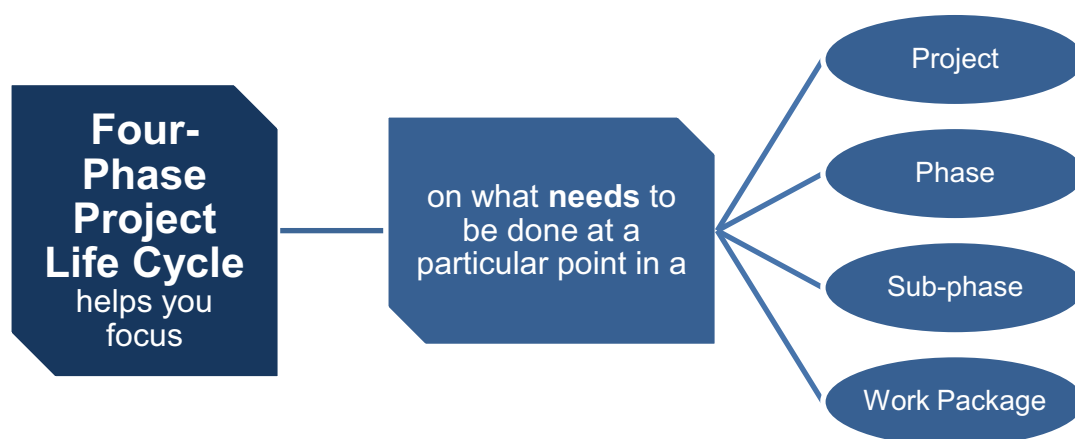 Four-
Phase
Project
Life Cycle
helps you
focus
on what needs to
be done at a
particular point in a
Project
Phase
Sub-phase
Work Package